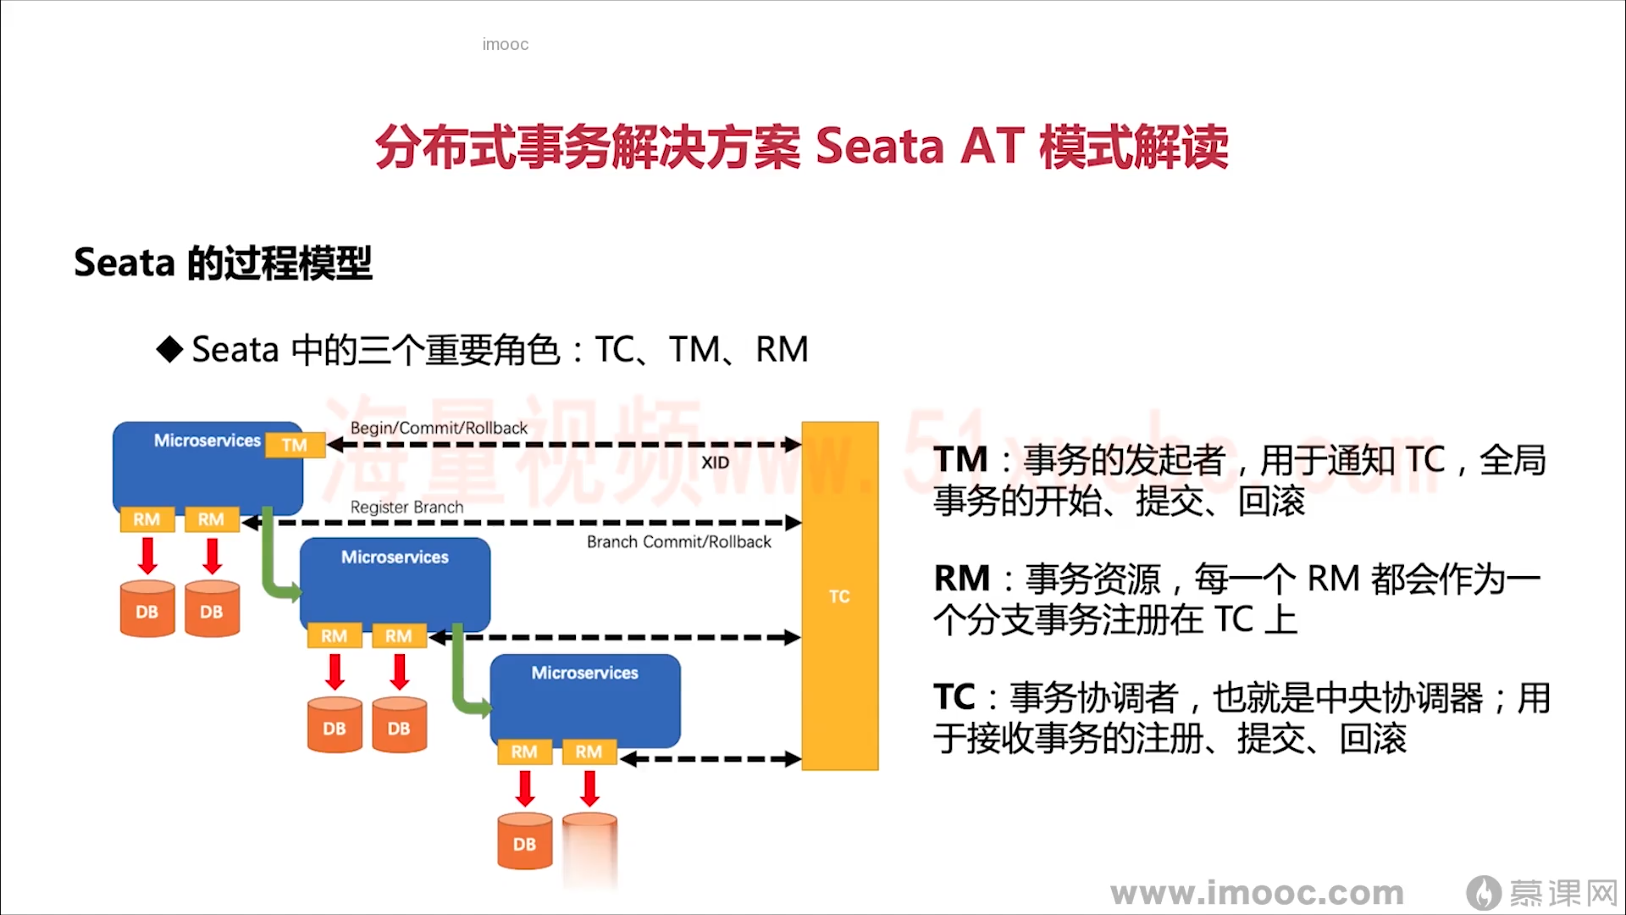 imooc
分布式事务解决方案 Seata AT 模式解读
Seata 的过程模型
◆ Seata 中的三个重要角色：TC、TM、RM
海量视频www.51xuebc.com
Microservices
TM
Begin/Commit/Rollback
XID
RM RM
Register Branch
Branch Commit/Rollback
DB DB
Microservices
RM RM
DB DB
Microservices
RM RM
DB
TC
TM：事务的发起者，用于通知 TC，全局
事务的开始、提交、回滚
RM：事务资源，每一个 RM 都会作为一
个分支事务注册在 TC 上
TC：事务协调者，也就是中央协调器；用
于接收事务的注册、提交、回滚
www.imooc.com
慕课网